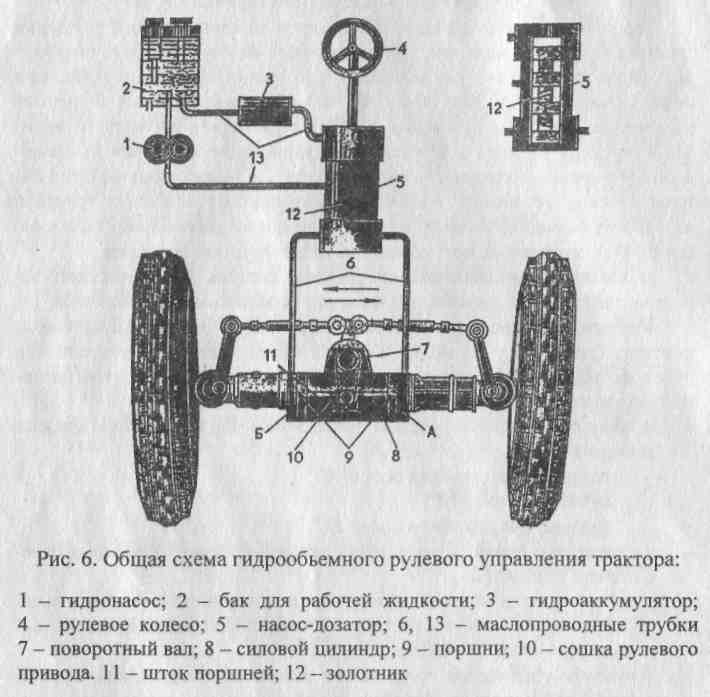 4
2
3
5
12
1
13
5
12
6
11
7
Б
А
10
9
8
Рис. 6. Общая схема гидрообьемного рулевого управления трактора:
1 – гидронасос; 2 – бак для рабочей жидкости; 3 – гидроаккумулятор;
4 – рулевое колесо; 5 – насос-дозатор; 6, 13 – маслопроводные трубки
7 – поворотный вал; 8 – силовой цилиндр; 9 – поршни; 10 – сошка рулевого
привода. 11 – шток поршней; 12 – золотник